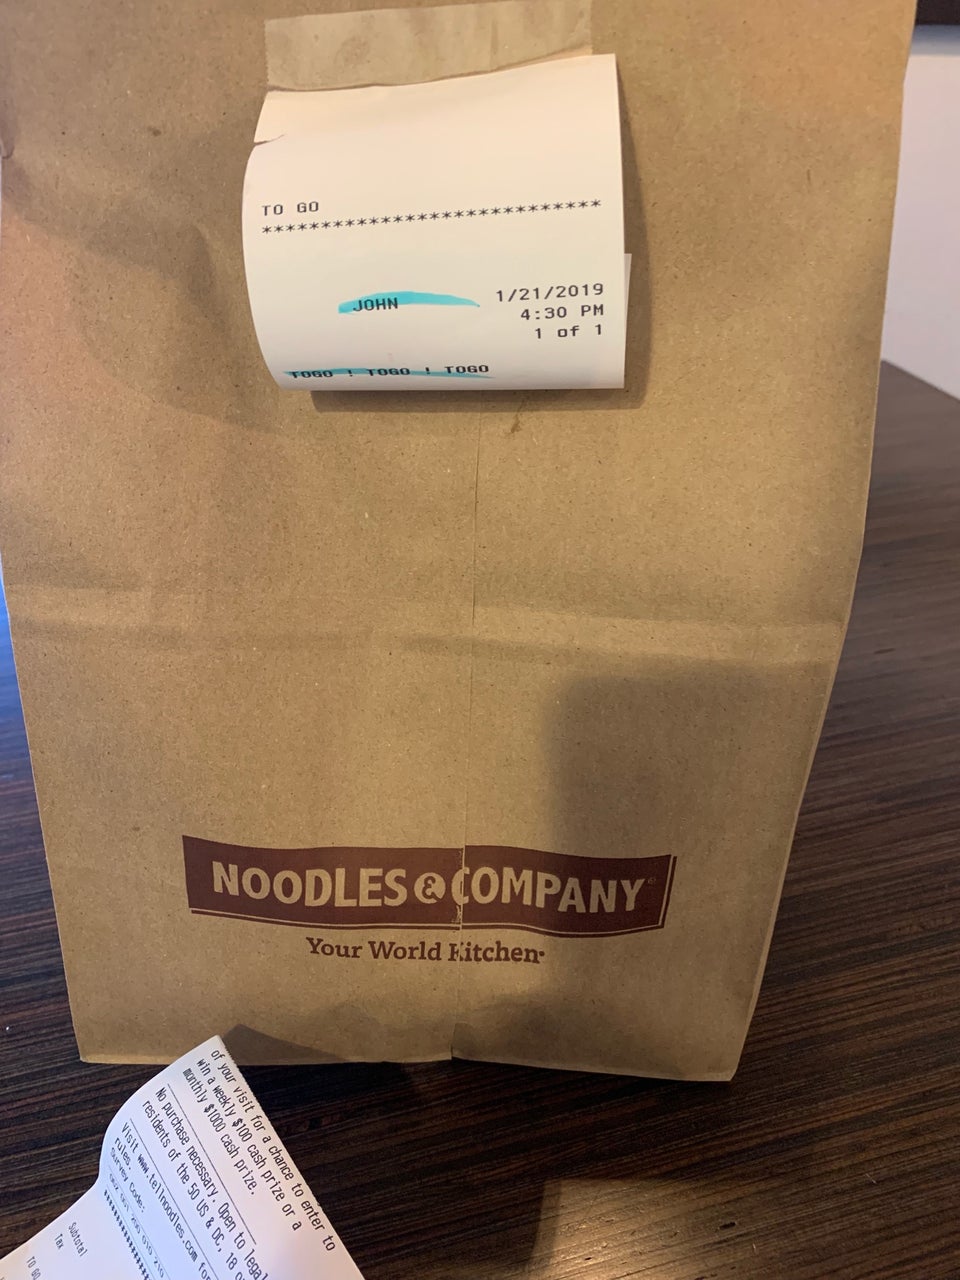 TO GO
*****************************
JOHN
1/21/2019
4:30 PM
1 of 1
TOGO ! TOGO ! TOGO
NOODLES & COMPANY
Your World Kitchen
of your visit for a chance to enter to
win a weekly $100 cash prize or a
monthly $1000 cash prize.
No purchase necessary. Open to legal
residents of the 50 US & DC, 18
Visit www.tellnoodles.com for
rules.
Survey Code:
Subtotal
Tax